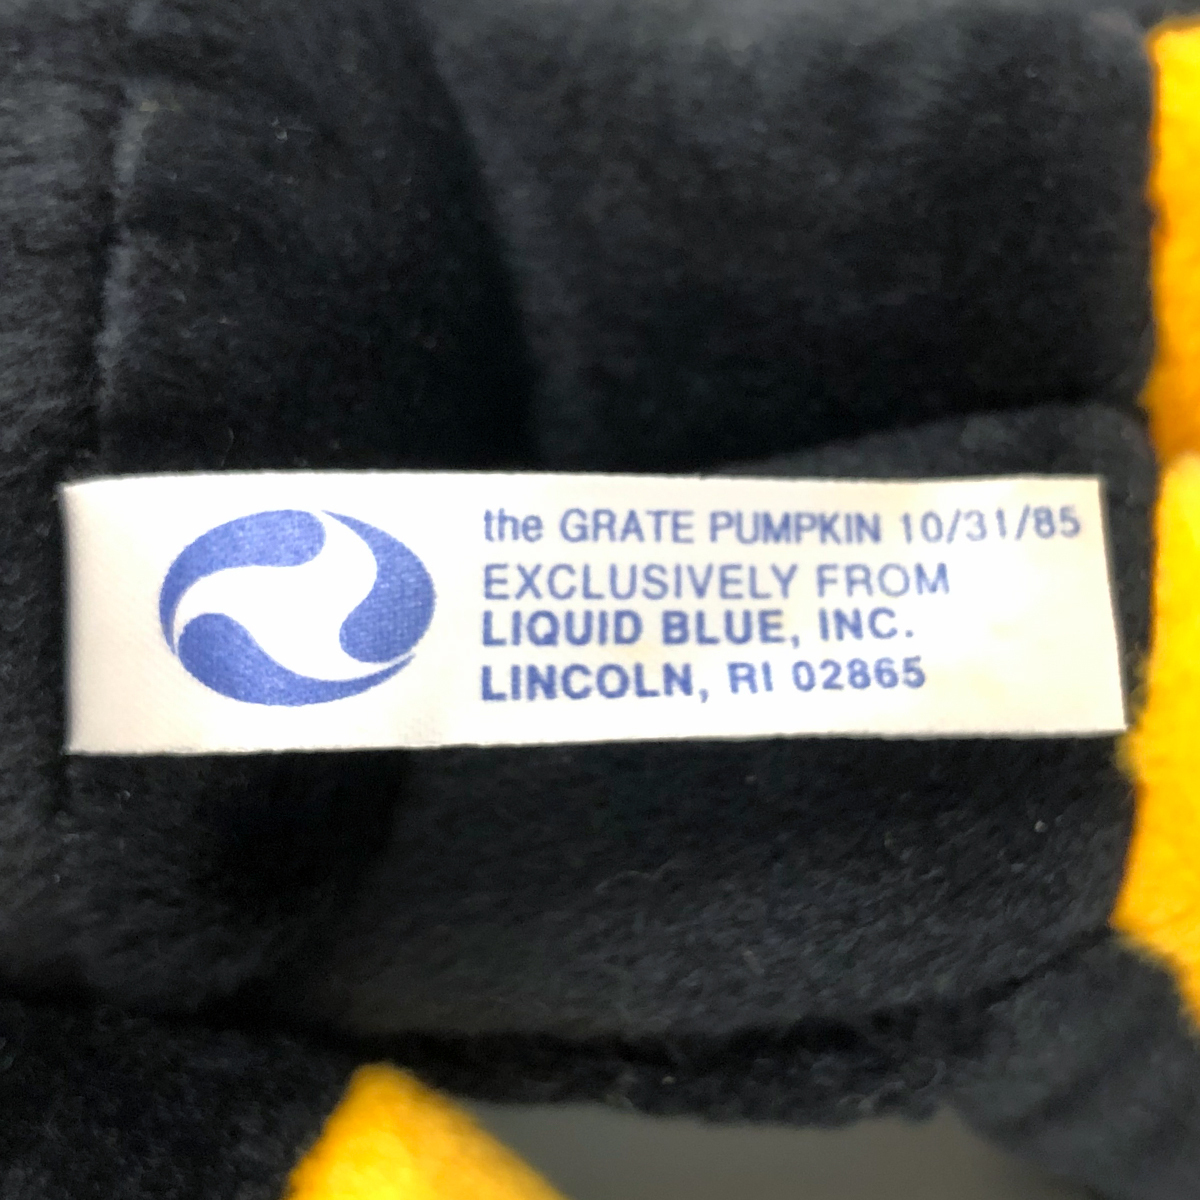 the GRATE PUMPKIN 10/31/85
EXCLUSIVELY FROM
LIQUID BLUE, INC.
LINCOLN, RI 02865